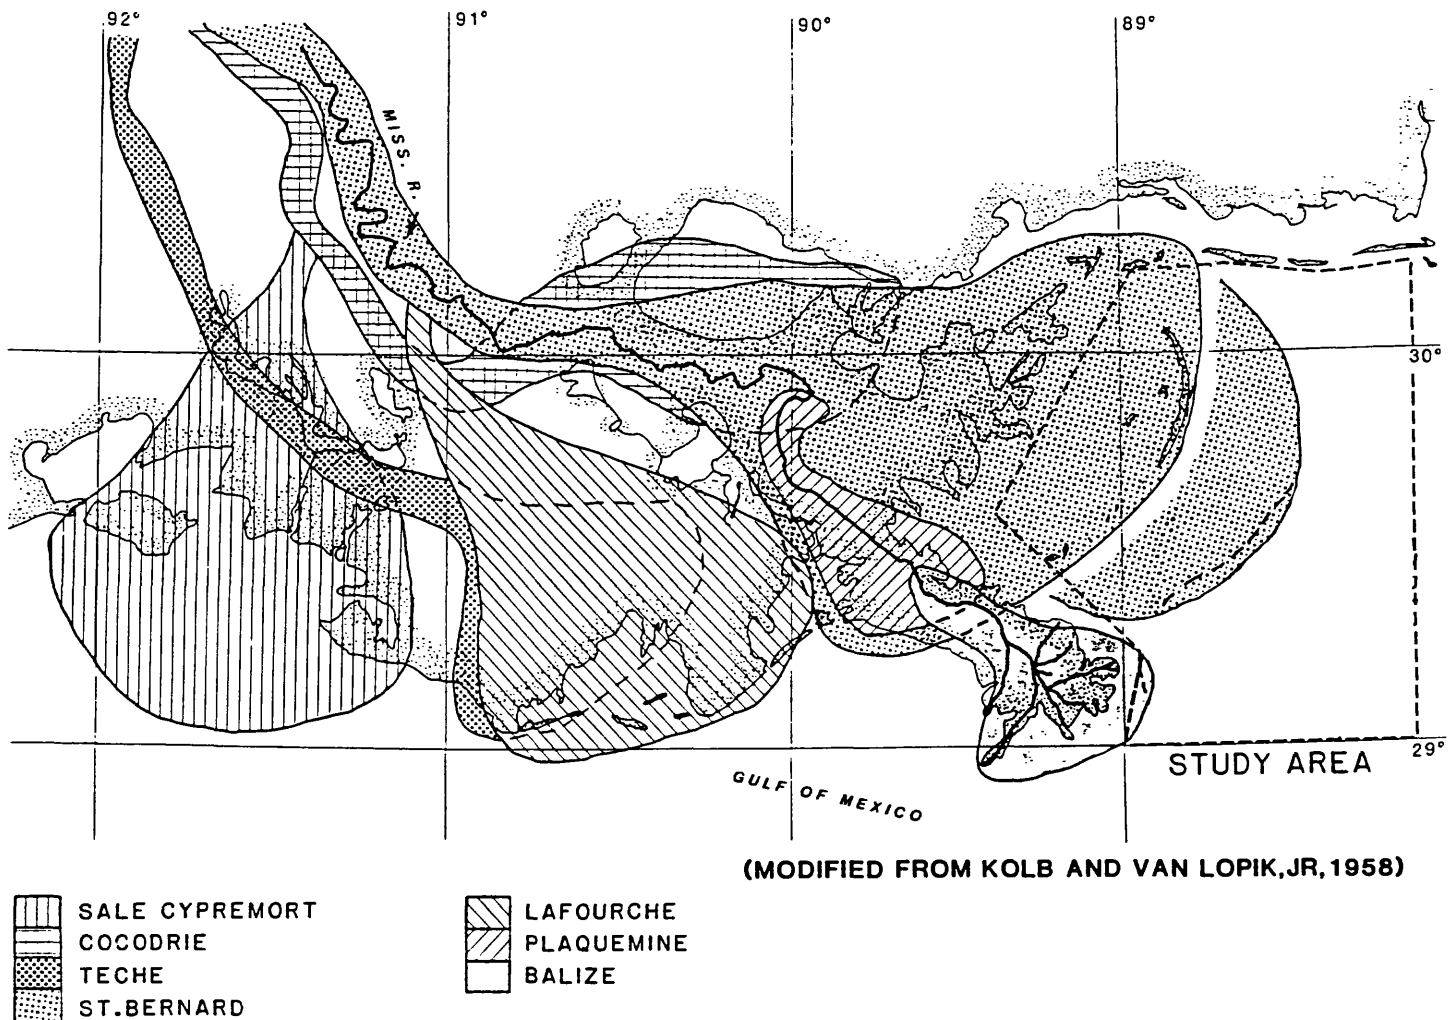 92°
91°
90°
89°
MISS. R.
30°
29°
STUDY AREA
GULF OF MEXICO
(MODIFIED FROM KOLB AND VAN LOPIK,JR,1958)
SALE CYPREMORT
COCODRIE
TECHE
ST.BERNARD
LAFOURCHE
PLAQUEMINE
BALIZE